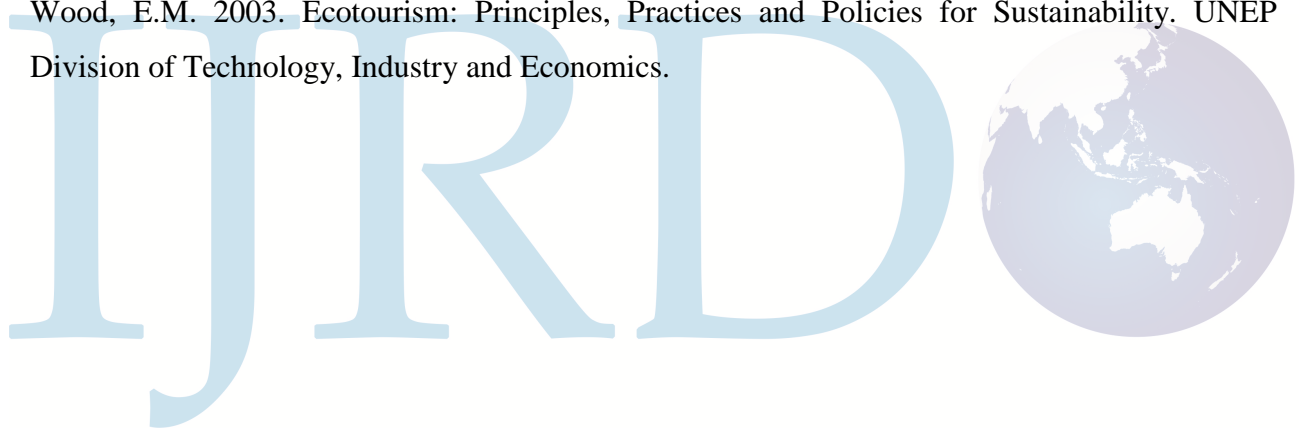 Wood, E.M. 2003. Ecotourism: Principles, Practices and Policies for Sustainability. UNEP
Division of Technology, Industry and Economics.
IJRD